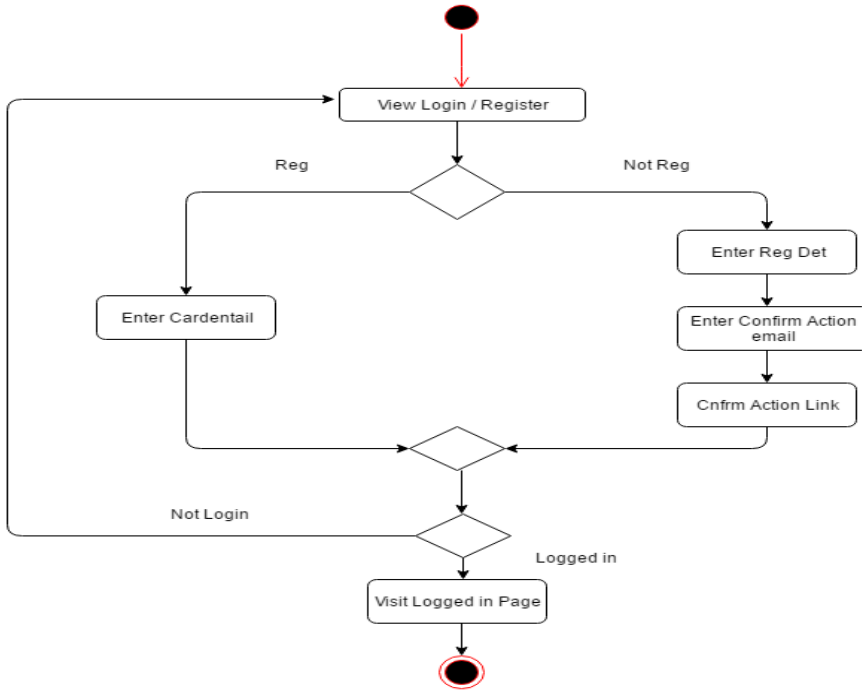 View Login / Register
Reg
Not Reg
Enter Reg Det
Enter Cardentail
Enter Confirm Action
email
Cnfrm Action Link
Not Login
Logged in
Visit Logged in Page